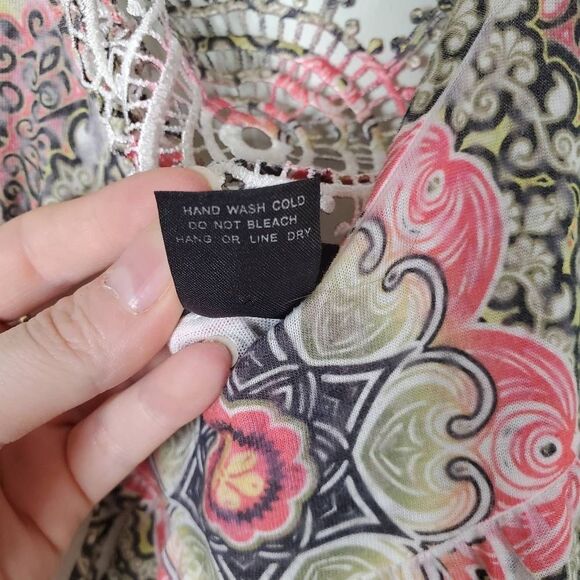 HAND WASH COLD
DO NOT BLEACH
HANG OR LINE DRY